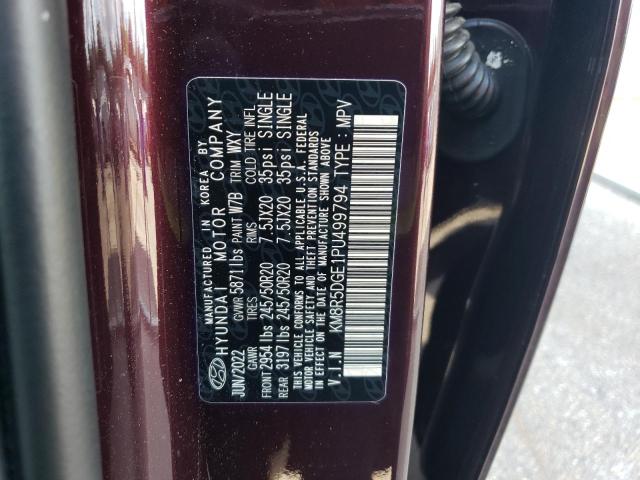 MANUFACTURED IN KOREA BY
HYUNDAI MOTOR COMPANY
JUN/2022 GVWR 5871 lbs PAINT W7B TRIM WXY
GAWR TIRES RIMS COLD TIRE INFL
FRONT 2954 lbs 245/50R20 7.5JX20 35psi SINGLE
REAR 3197 lbs 245/50R20 7.5JX20 35psi SINGLE
THIS VEHICLE CONFORMS TO ALL APPLICABLE U.S.A. FEDERAL
MOTOR VEHICLE SAFETY AND THEFT PREVENTION STANDARDS
IN EFFECT ON THE DATE OF MANUFACTURE SHOWN ABOVE
V.I.N KM8R5DGE1PU499794 TYPE : MPV